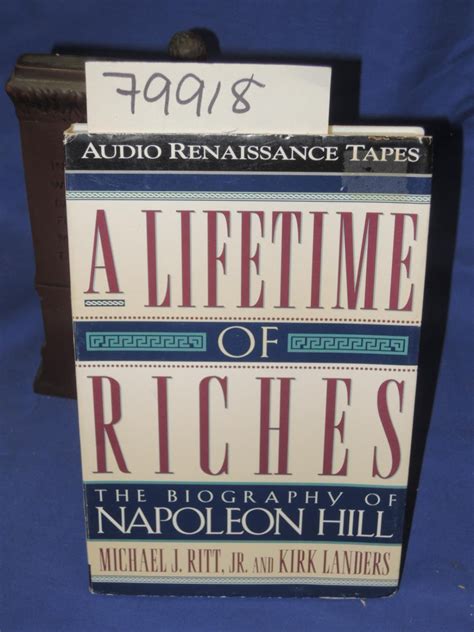 79918
AUDIO RENAISSANCE TAPES
A LIFETIME
OF
RICHES
THE BIOGRAPHY OF
NAPOLEON HILL
MICHAEL J. RITT, JR. AND KIRK LANDERS